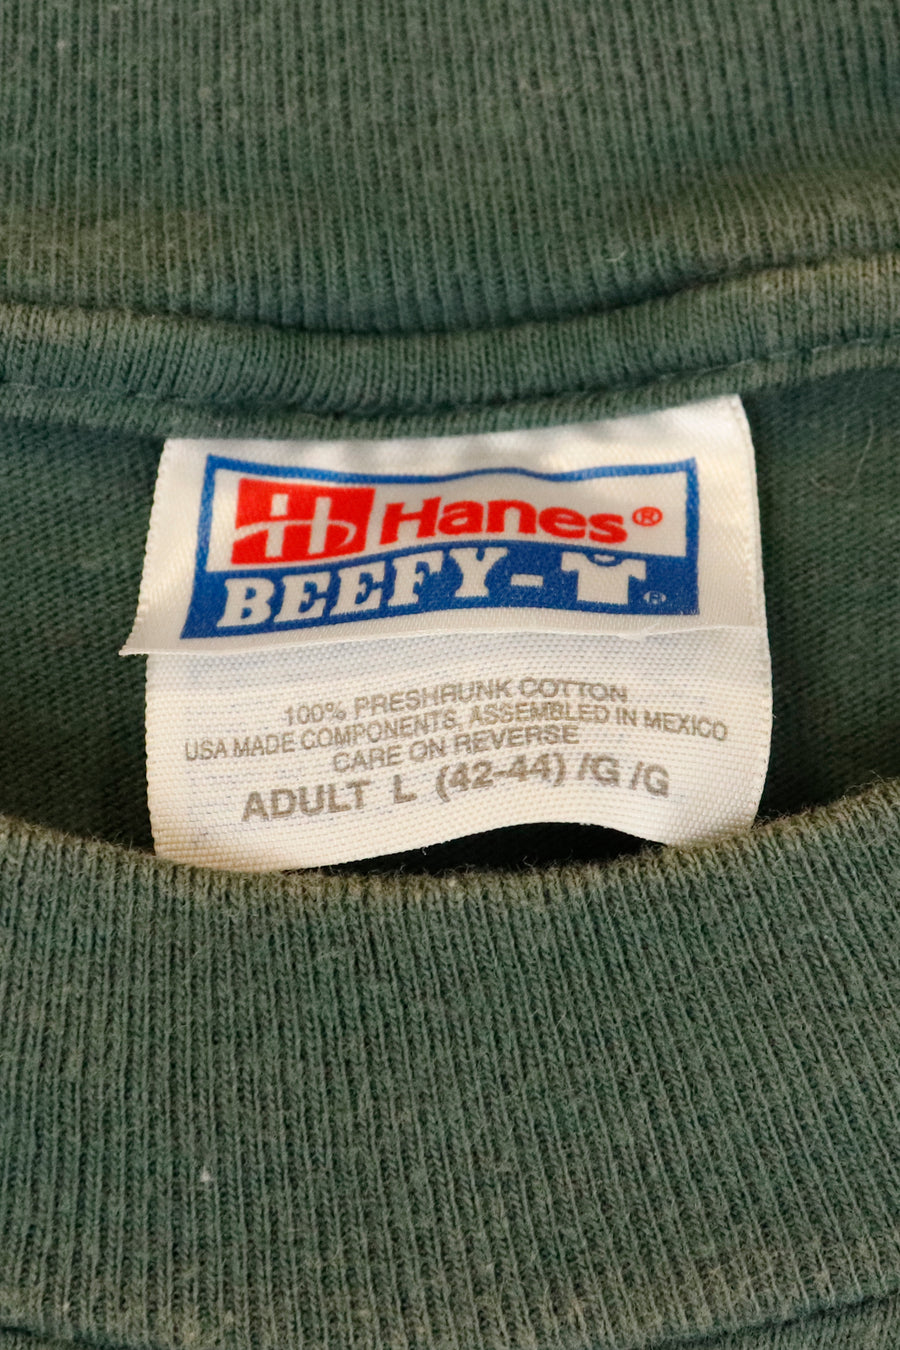 Hanes®
BEEFY-T®
100% PRESHRUNK COTTON
USA MADE COMPONENTS. ASSEMBLED IN MEXICO
CARE ON REVERSE
ADULT L (42-44) /G /G